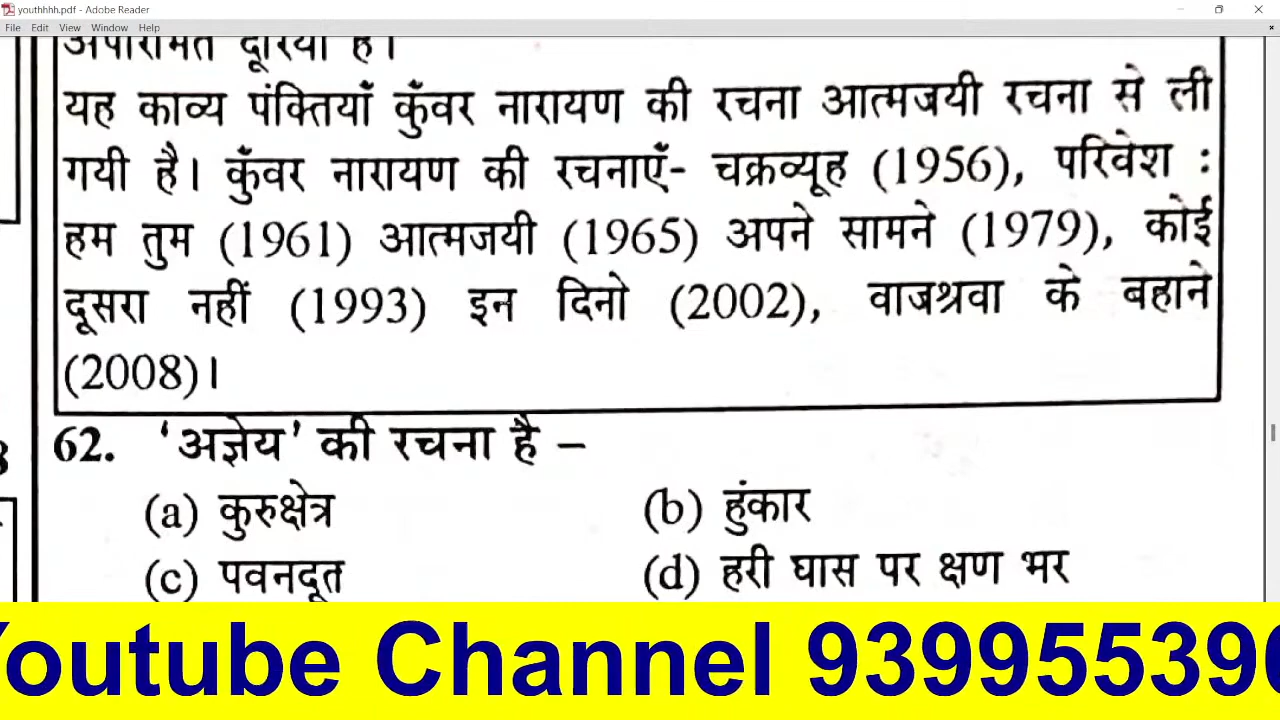 youthhhh.pdf - Adobe Reader
File Edit View Window Help
अपरिमित दूरियाँ हैं।
यह काव्य पंक्तियाँ कुँवर नारायण की रचना आत्मजयी रचना से ली
गयी है। कुँवर नारायण की रचनाएँ- चक्रव्यूह (1956), परिवेश :
हम तुम (1961) आत्मजयी (1965) अपने सामने (1979), कोई
दूसरा नहीं (1993) इन दिनो (2002), वाजश्रवा के बहाने
(2008)।
62. 'अज्ञेय' की रचना है –
(a) कुरुक्षेत्र (b) हुंकार
(c) पवनदूत (d) हरी घास पर क्षण भर
Youtube Channel 939955396